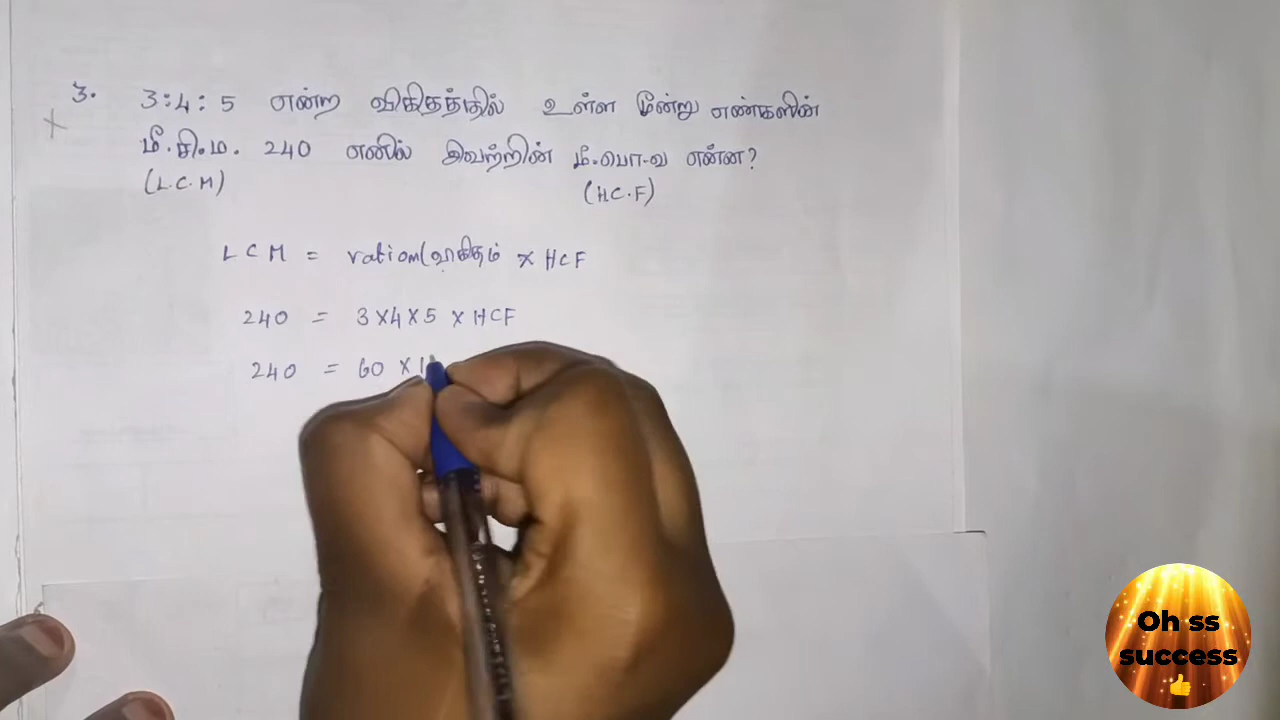 3. 3:4:5 என்ற விகிதத்தில் உள்ள மூன்று எண்களின்
மீ.சி.ம. 240 எனில் இவற்றின் மீ.பொ.வ என்ன?
(L.C.M) (H.C.F)
LCM = ration(விகிதம் × HCF
240 = 3×4×5 × HCF
240 = 60 ×
Oh ss
success